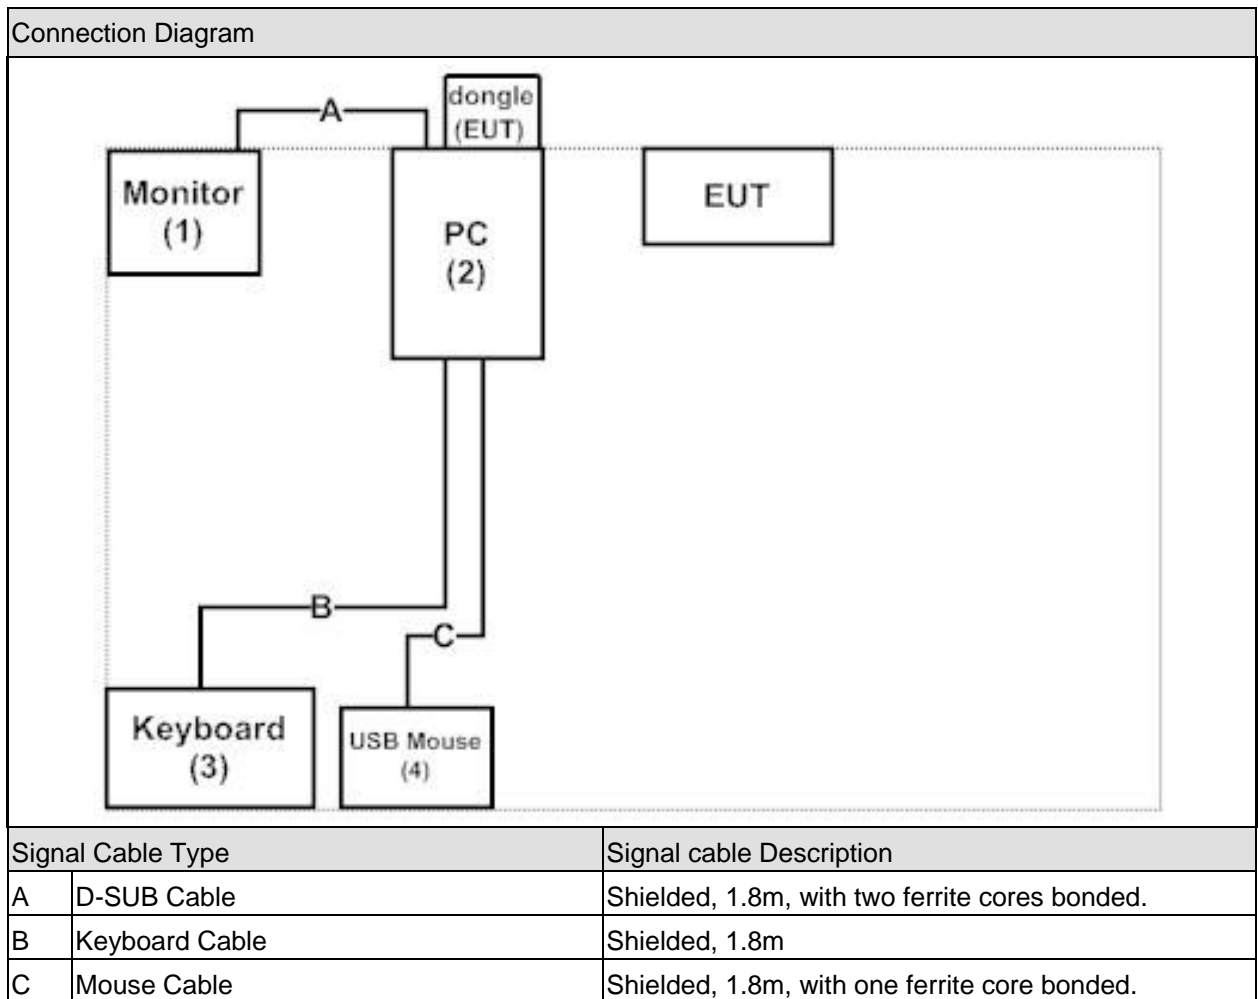 Connection Diagram
dongle
(EUT)
A
Monitor
(1)
PC
(2)
EUT
B
C
Keyboard
(3)
USB Mouse
(4)
Signal Cable Type Signal cable Description
A D-SUB Cable Shielded, 1.8m, with two ferrite cores bonded.
B Keyboard Cable Shielded, 1.8m
C Mouse Cable Shielded, 1.8m, with one ferrite core bonded.